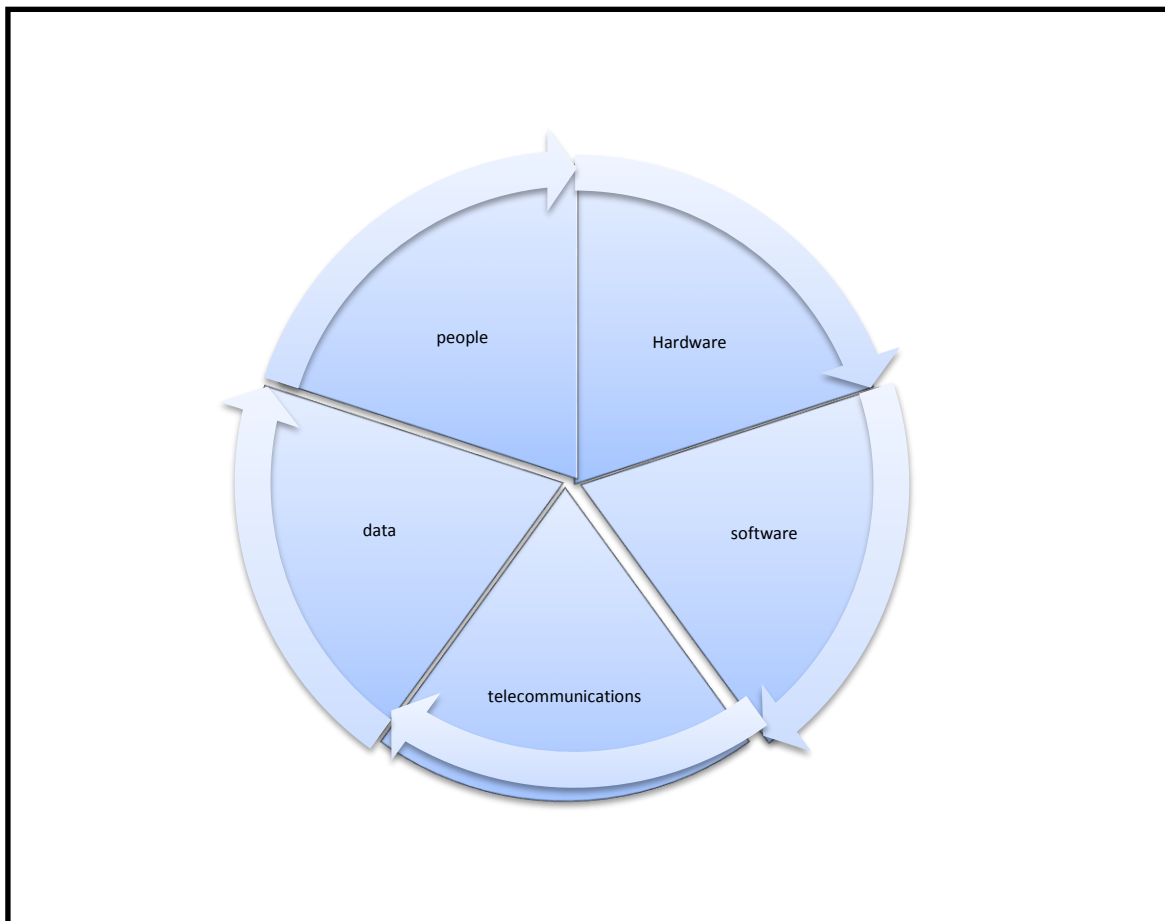 people
Hardware
data
software
telecommunications